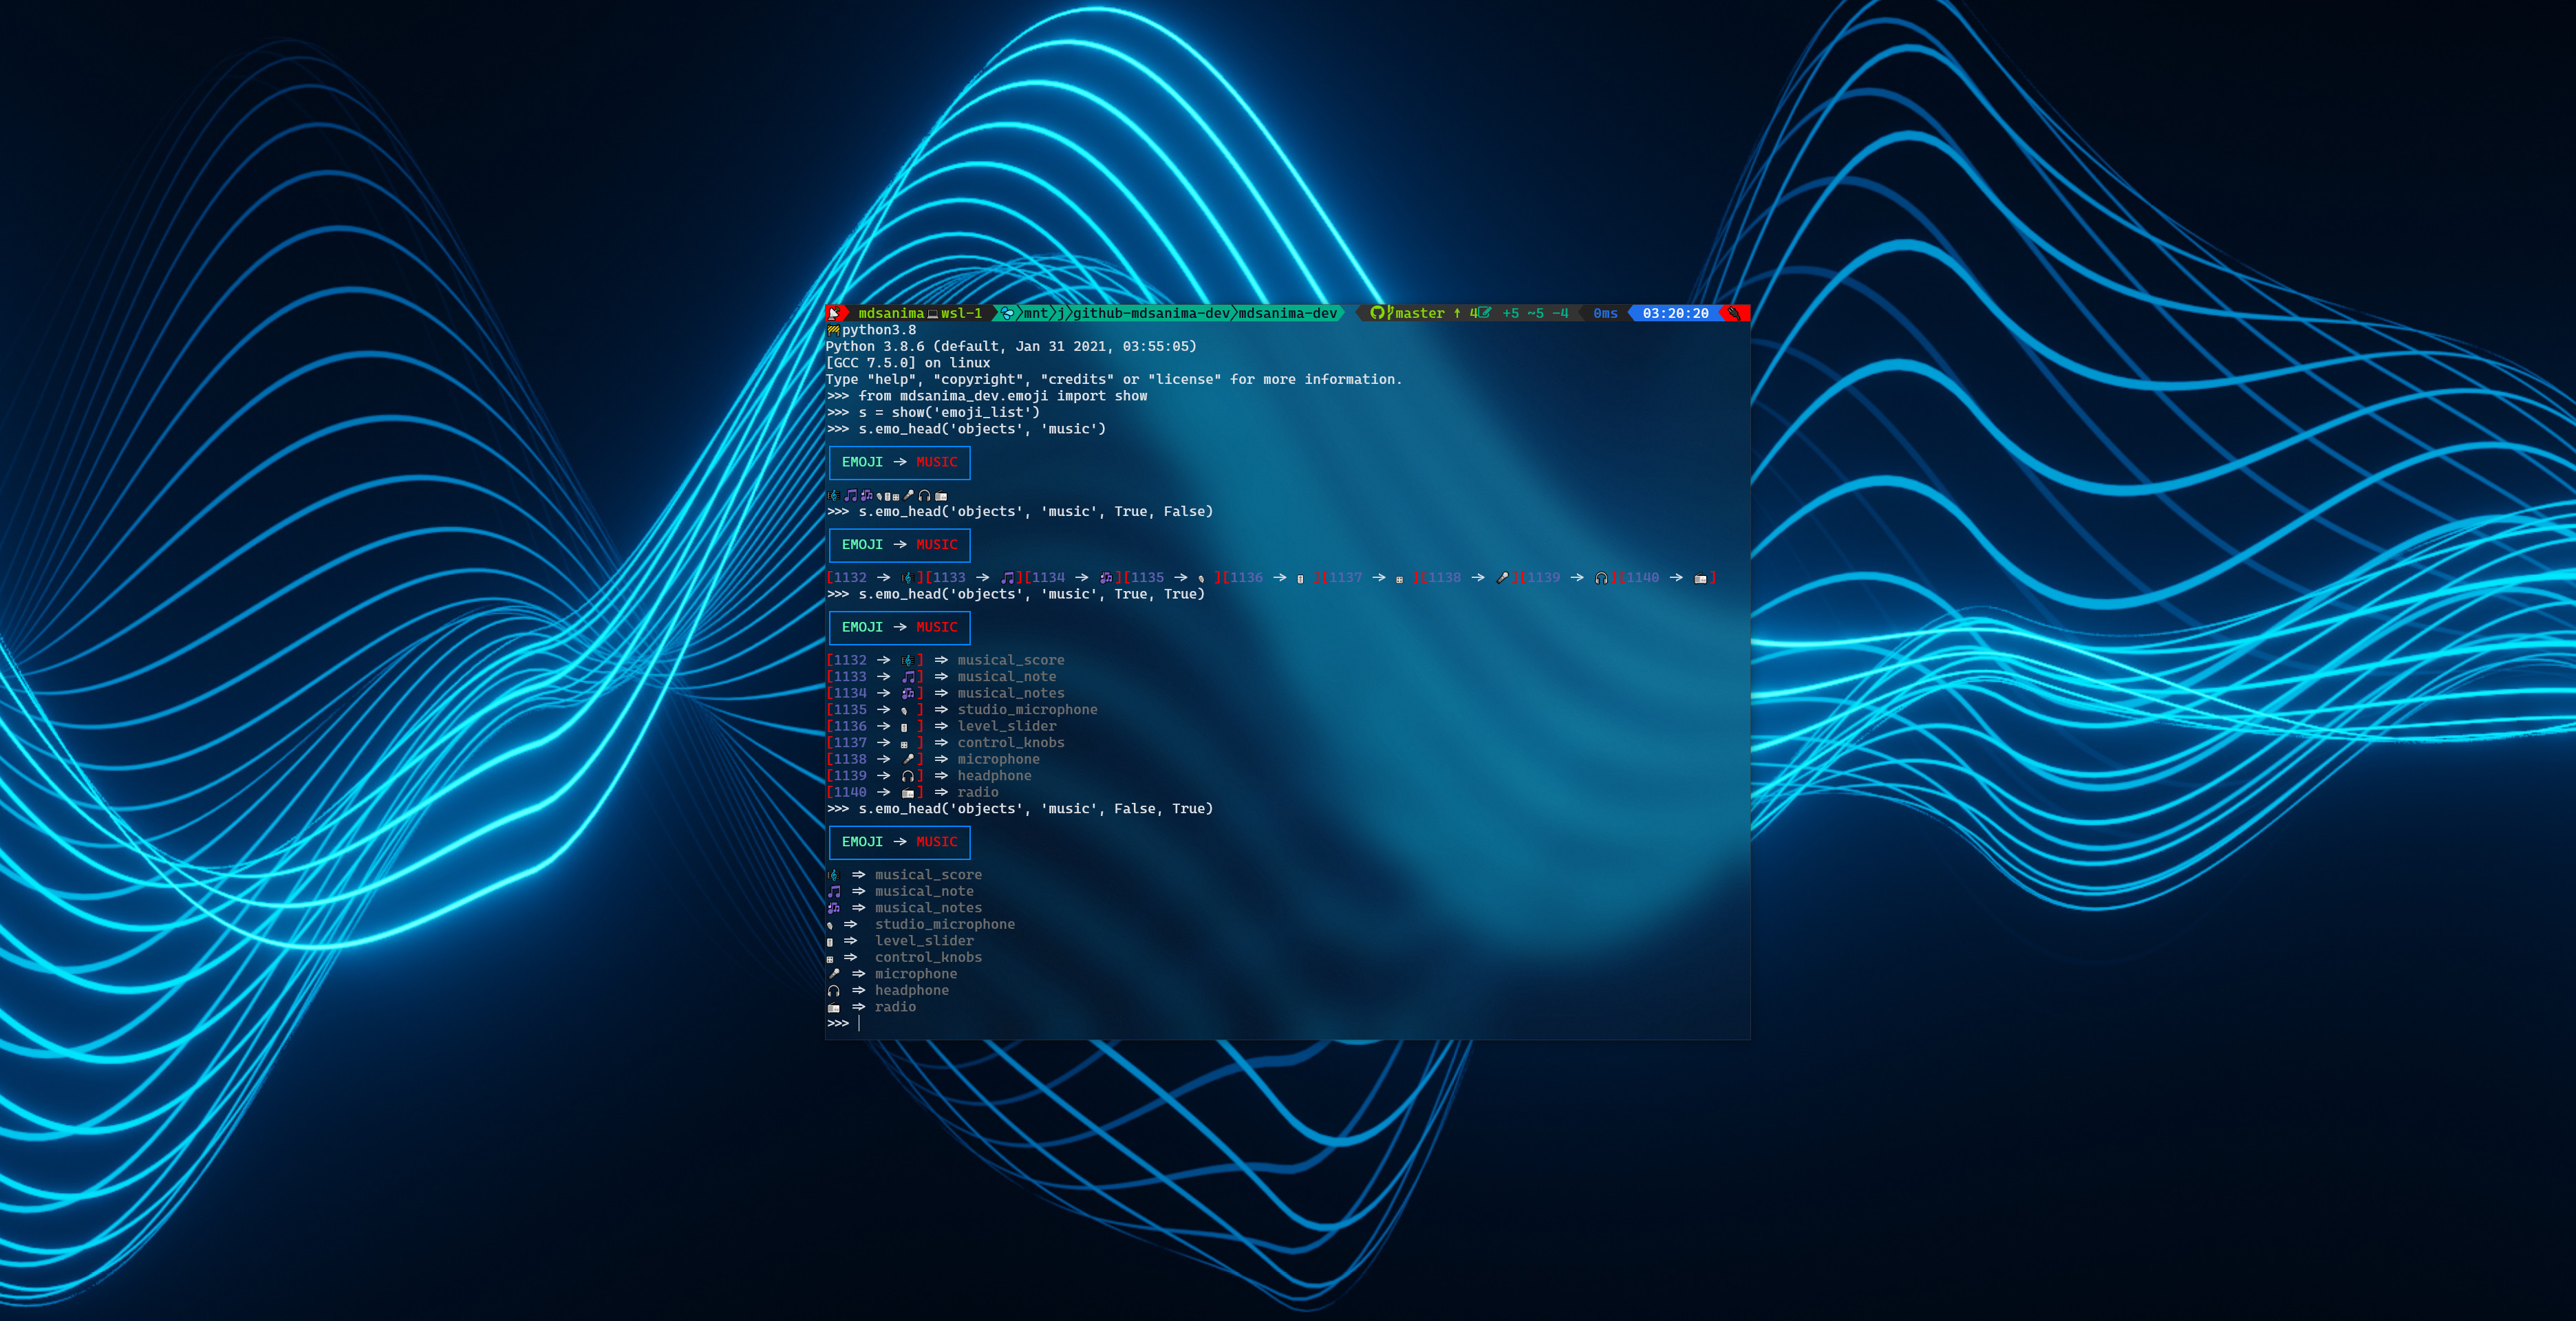 mdsanima💻wsl-1 mnt j github-mdsanima-dev mdsanima-dev master ↑ 4 +5 ~5 -4 0ms 03:20:20
🚧python3.8
Python 3.8.6 (default, Jan 31 2021, 03:55:05)
[GCC 7.5.0] on linux
Type "help", "copyright", "credits" or "license" for more information.
>>> from mdsanima_dev.emoji import show
>>> s = show('emoji_list')
>>> s.emo_head('objects', 'music')
EMOJI → MUSIC
🎼🎵🎶🎙🎚🎛🎤🎧📻
>>> s.emo_head('objects', 'music', True, False)
EMOJI → MUSIC
[1132 → 🎼][1133 → 🎵][1134 → 🎶][1135 → 🎙 ][1136 → 🎚 ][1137 → 🎛 ][1138 → 🎤][1139 → 🎧][1140 → 📻]
>>> s.emo_head('objects', 'music', True, True)
EMOJI → MUSIC
[1132 → 🎼] ⇒ musical_score
[1133 → 🎵] ⇒ musical_note
[1134 → 🎶] ⇒ musical_notes
[1135 → 🎙 ] ⇒ studio_microphone
[1136 → 🎚 ] ⇒ level_slider
[1137 → 🎛 ] ⇒ control_knobs
[1138 → 🎤] ⇒ microphone
[1139 → 🎧] ⇒ headphone
[1140 → 📻] ⇒ radio
>>> s.emo_head('objects', 'music', False, True)
EMOJI → MUSIC
🎼 ⇒ musical_score
🎵 ⇒ musical_note
🎶 ⇒ musical_notes
🎙 ⇒ studio_microphone
🎚 ⇒ level_slider
🎛 ⇒ control_knobs
🎤 ⇒ microphone
🎧 ⇒ headphone
📻 ⇒ radio
>>>